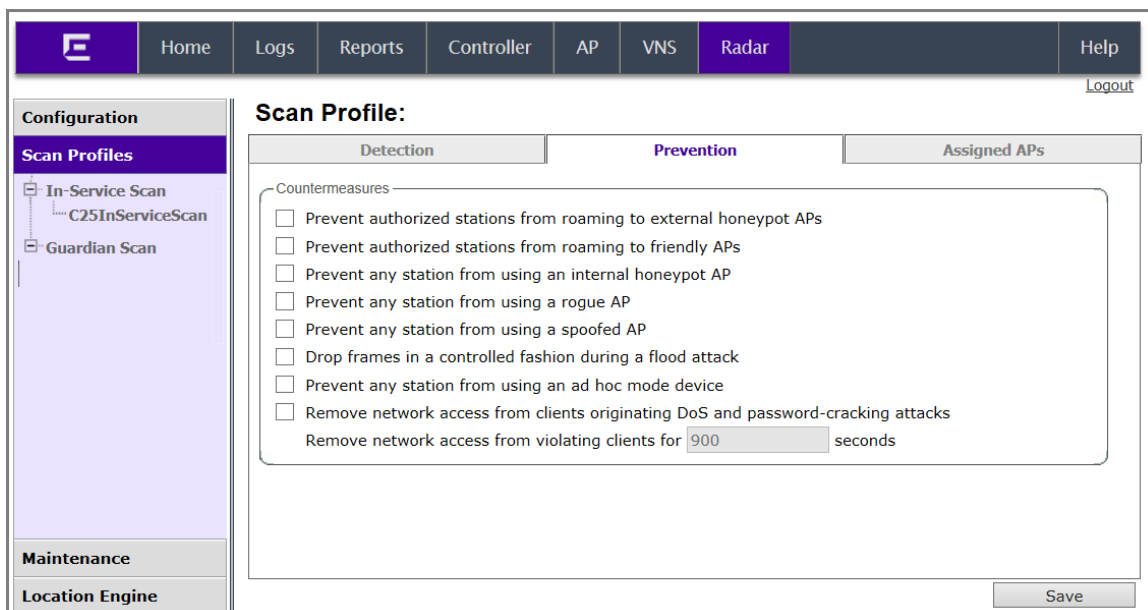 Home Logs Reports Controller AP VNS Radar Help
Logout
Configuration
Scan Profiles
In-Service Scan
C25InServiceScan
Guardian Scan
Maintenance
Location Engine
Scan Profile:
Detection Prevention Assigned APs
Countermeasures
Prevent authorized stations from roaming to external honeypot APs
Prevent authorized stations from roaming to friendly APs
Prevent any station from using an internal honeypot AP
Prevent any station from using a rogue AP
Prevent any station from using a spoofed AP
Drop frames in a controlled fashion during a flood attack
Prevent any station from using an ad hoc mode device
Remove network access from clients originating DoS and password-cracking attacks
Remove network access from violating clients for 900 seconds
Save